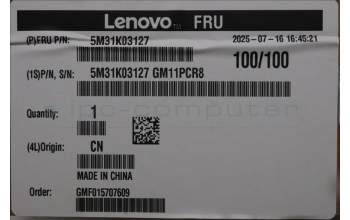 Lenovo FRU
(P)FRU P/N: 5M31K03127 2025-07-16 16:45:21
100/100
(1S)P/N, S/N: 5M31K03127 GM11PCR8
Quantity: 1
(4L)Origin: CN
MADE IN CHINA
Order: GMF015707609